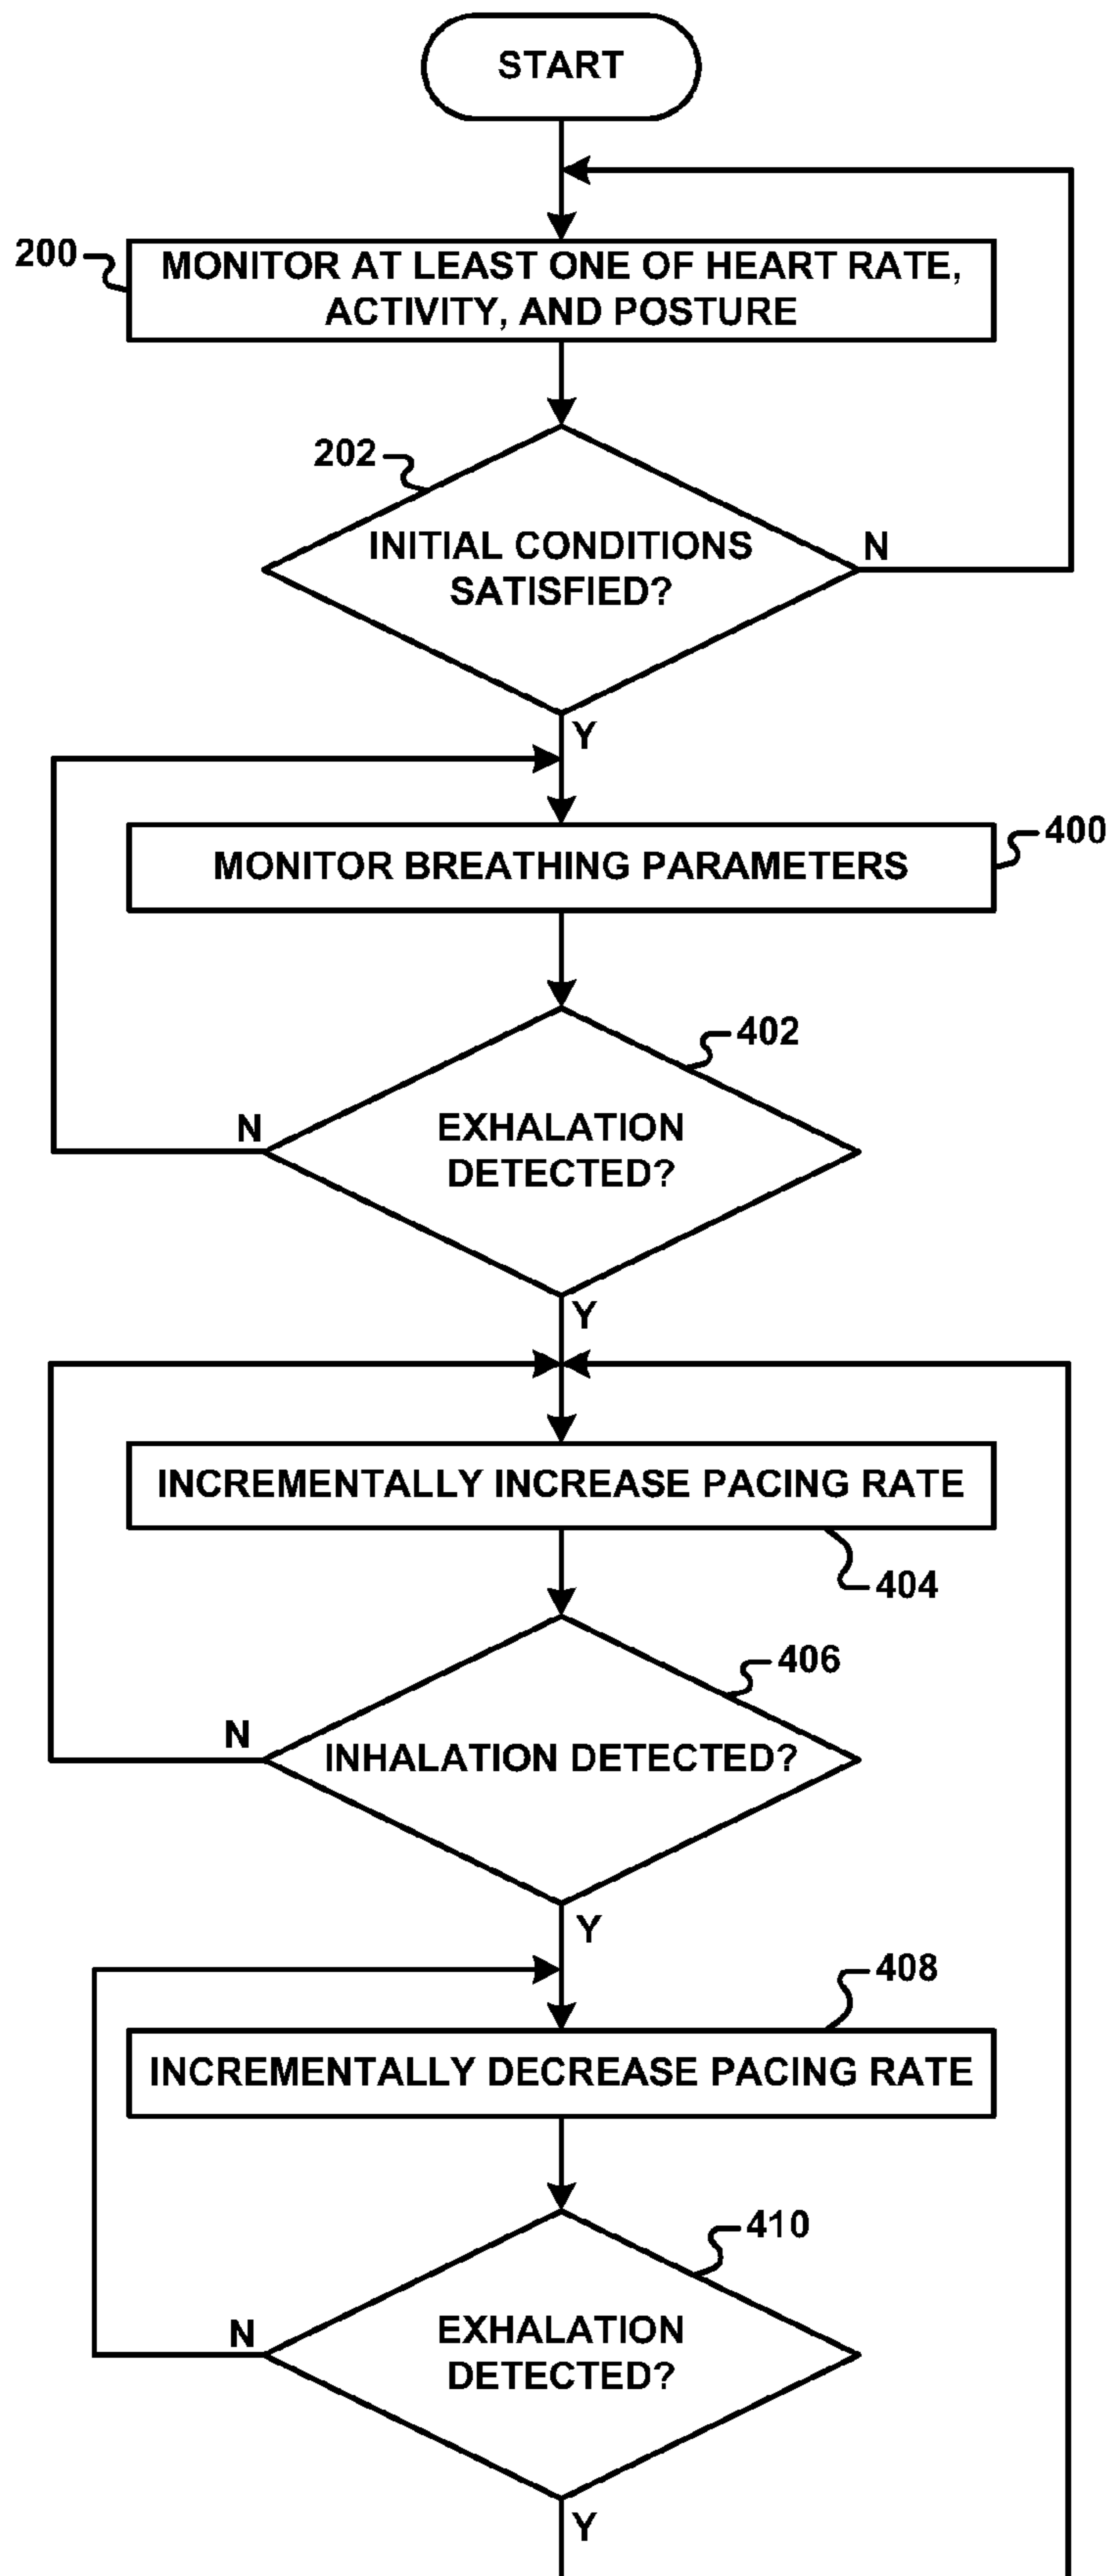 START
200
MONITOR AT LEAST ONE OF HEART RATE,
ACTIVITY, AND POSTURE
202
INITIAL CONDITIONS
SATISFIED?
N
Y
MONITOR BREATHING PARAMETERS
400
402
EXHALATION
DETECTED?
N
Y
INCREMENTALLY INCREASE PACING RATE
404
406
INHALATION DETECTED?
N
Y
408
INCREMENTALLY DECREASE PACING RATE
410
EXHALATION
DETECTED?
N
Y